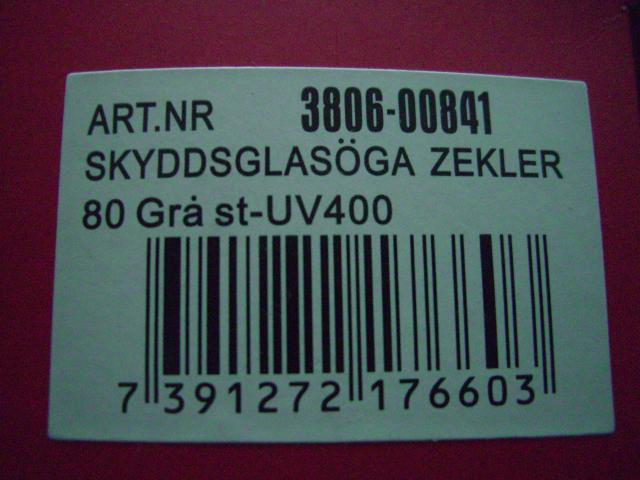 ART.NR 3806-00841
SKYDDSGLASÖGA ZEKLER
80 Grå st-UV400
7 391272 176603